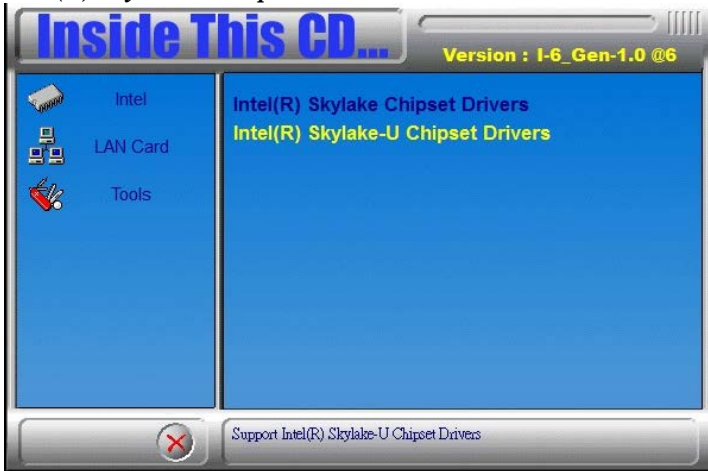 Inside This CD...
Version : I-6_Gen-1.0 @6
Intel
LAN Card
Tools
Intel(R) Skylake Chipset Drivers
Intel(R) Skylake-U Chipset Drivers
Support Intel(R) Skylake-U Chipset Drivers